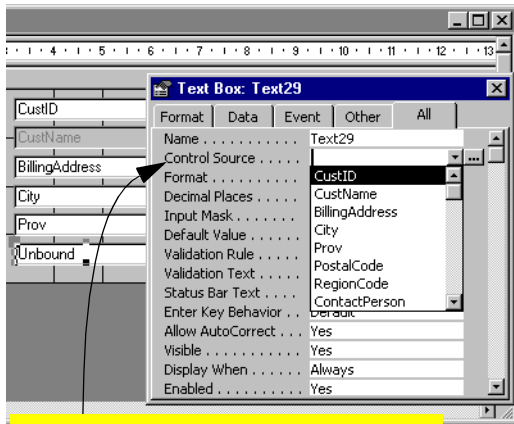 4 5 6 7 8 9 10 11 12 13
Text Box: Text29
Format Data Event Other All
CustID
CustName
BillingAddress
City
Prov
Unbound
Name . . . . . . . . . . . Text29
Control Source . . . . .
Format . . . . . . . . . .
Decimal Places . . . . .
Input Mask . . . . . . .
Default Value . . . . . .
Validation Rule . . . . .
Validation Text . . . . .
Status Bar Text . . . .
Enter Key Behavior . . Default
Allow AutoCorrect . . . Yes
Visible . . . . . . . . . . . Yes
Display When . . . . . . Always
Enabled . . . . . . . . . . Yes
CustID
CustName
BillingAddress
City
Prov
PostalCode
RegionCode
ContactPerson